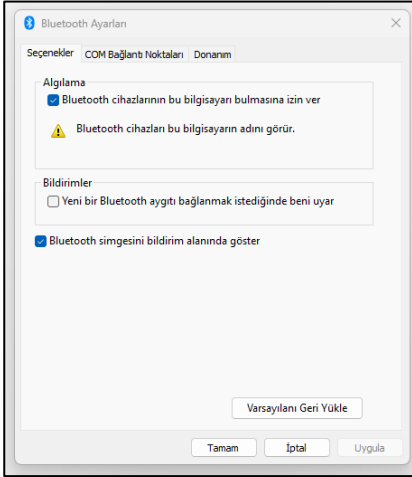 Bluetooth Ayarları
Seçenekler COM Bağlantı Noktaları Donanım
Algılama
Bluetooth cihazlarının bu bilgisayarı bulmasına izin ver
Bluetooth cihazları bu bilgisayarın adını görür.
Bildirimler
Yeni bir Bluetooth aygıtı bağlanmak istediğinde beni uyar
Bluetooth simgesini bildirim alanında göster
Varsayılanı Geri Yükle
Tamam İptal Uygula